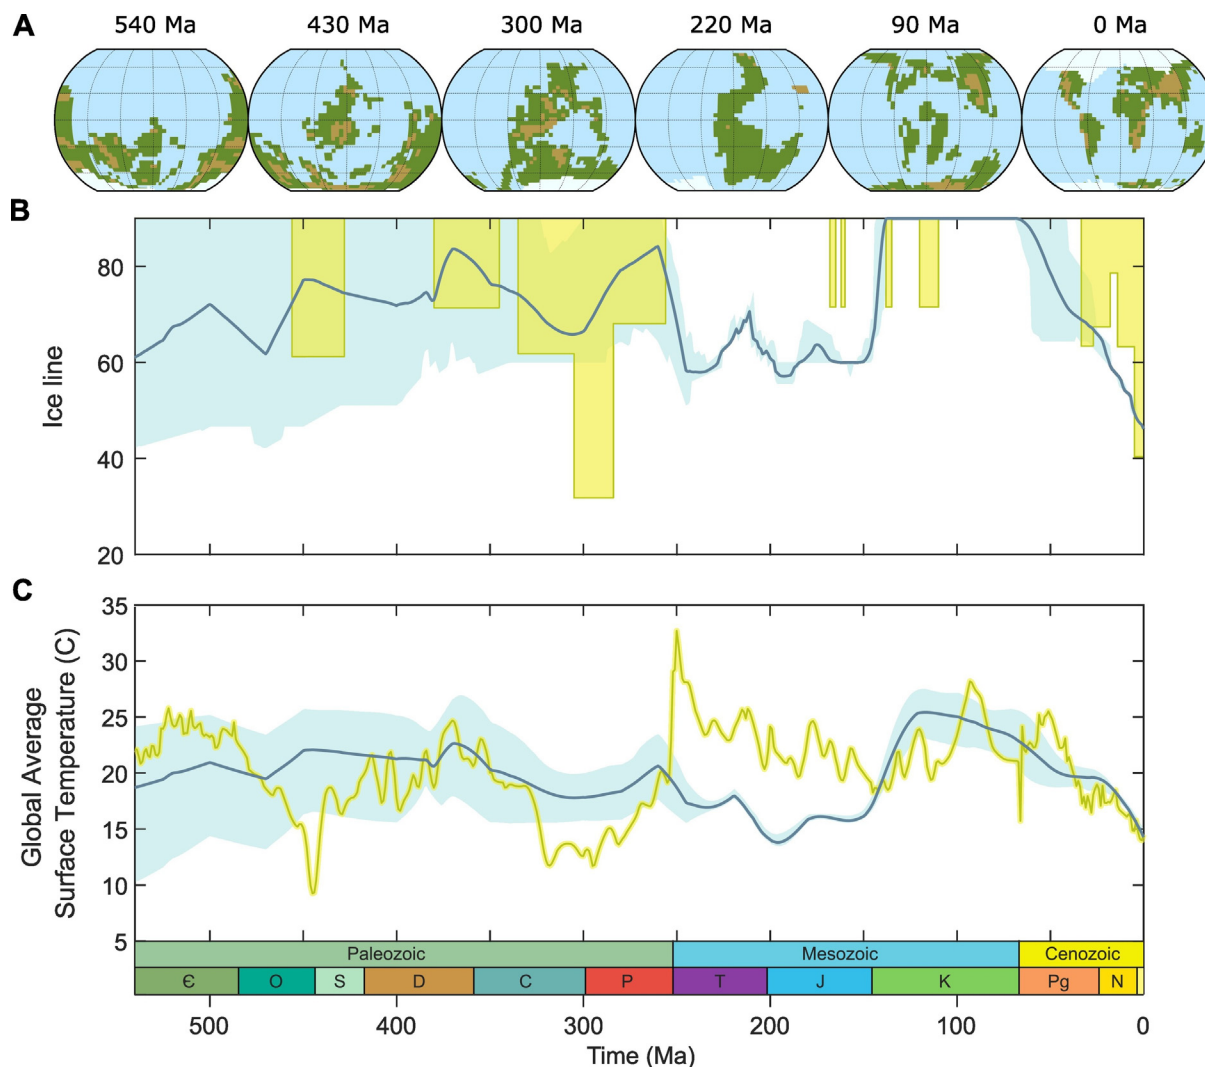 A
540 Ma 430 Ma 300 Ma 220 Ma 90 Ma 0 Ma
B
80
60
40
20
Ice line
C
35
30
25
20
15
10
5
Global Average
Surface Temperature (C)
Paleozoic Mesozoic Cenozoic
Є O S D C P T J K Pg N
500 400 300 200 100 0
Time (Ma)